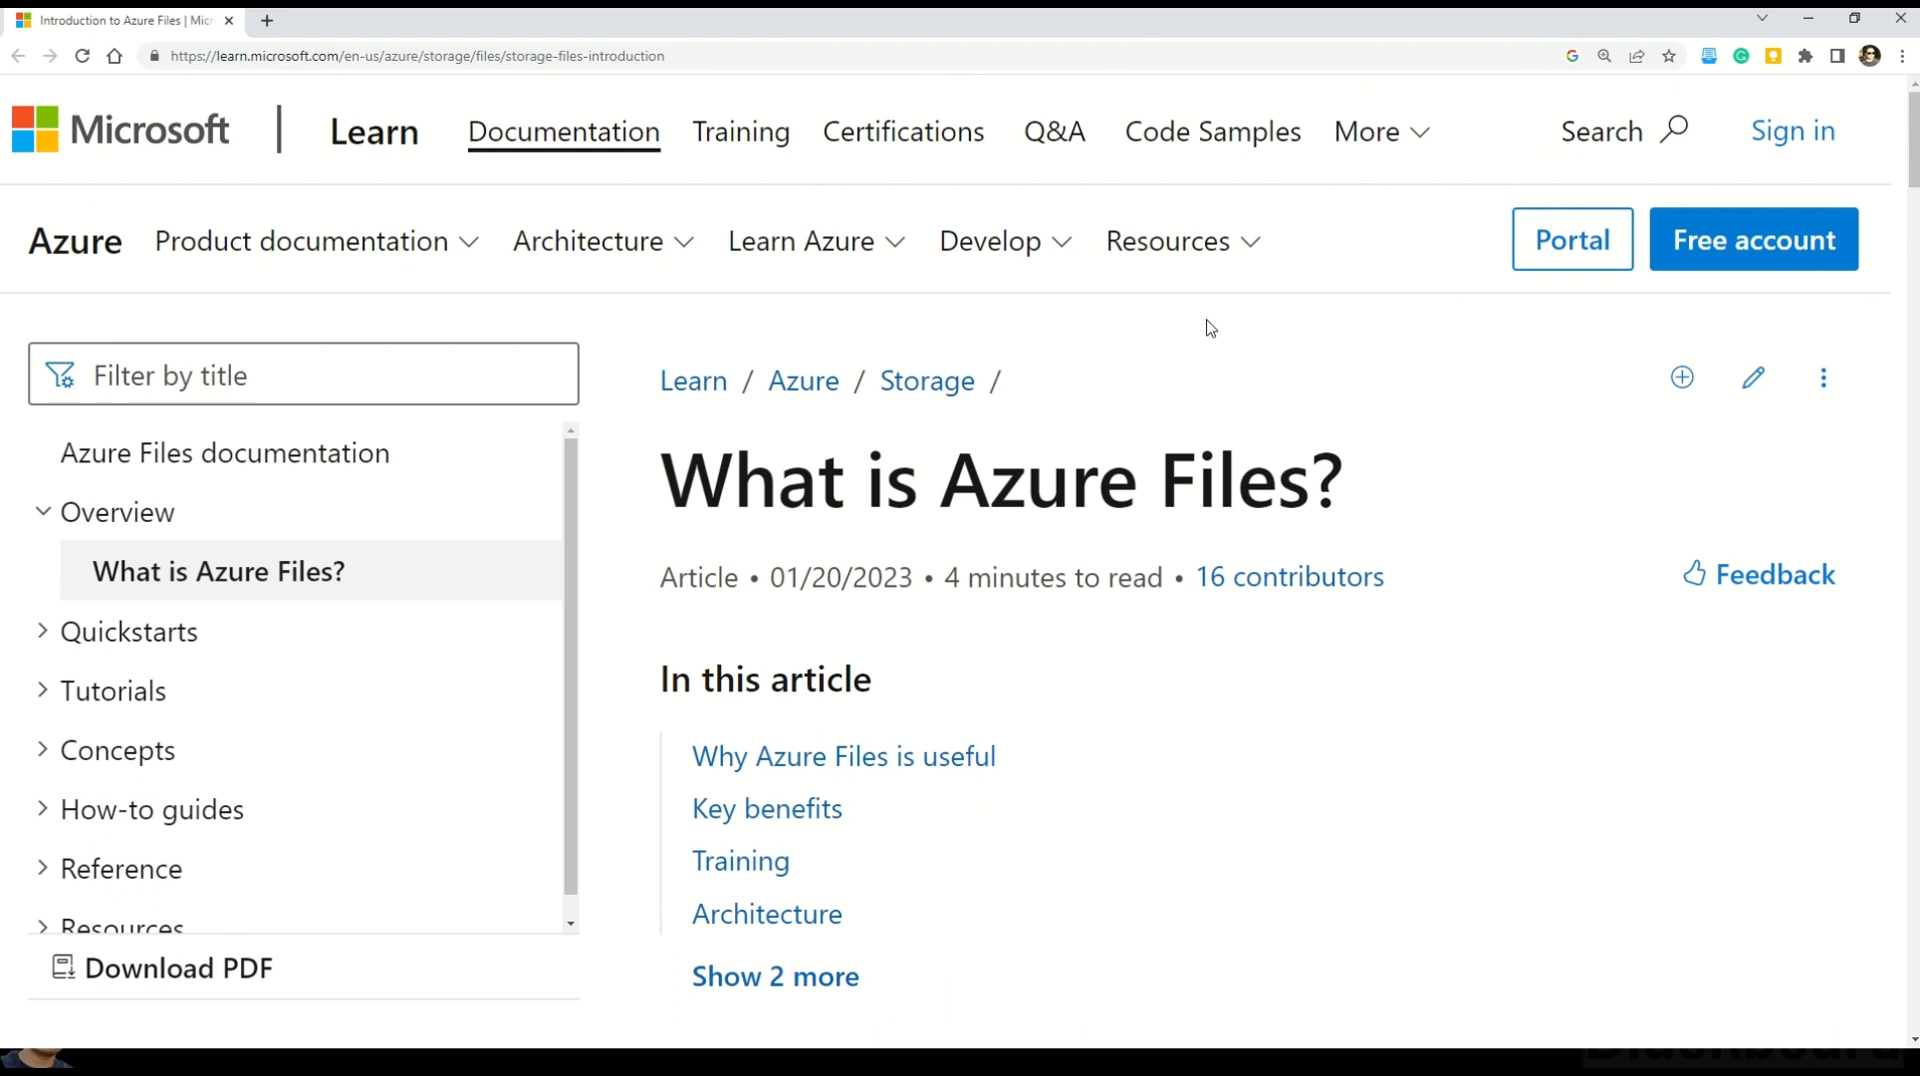 Introduction to Azure Files | Micr
https://learn.microsoft.com/en-us/azure/storage/files/storage-files-introduction
Microsoft Learn Documentation Training Certifications Q&A Code Samples More Search Sign in
Azure Product documentation Architecture Learn Azure Develop Resources Portal Free account
Filter by title
Azure Files documentation
Overview
What is Azure Files?
Quickstarts
Tutorials
Concepts
How-to guides
Reference
Resources
Download PDF
Learn / Azure / Storage /
What is Azure Files?
Article • 01/20/2023 • 4 minutes to read • 16 contributors
Feedback
In this article
Why Azure Files is useful
Key benefits
Training
Architecture
Show 2 more